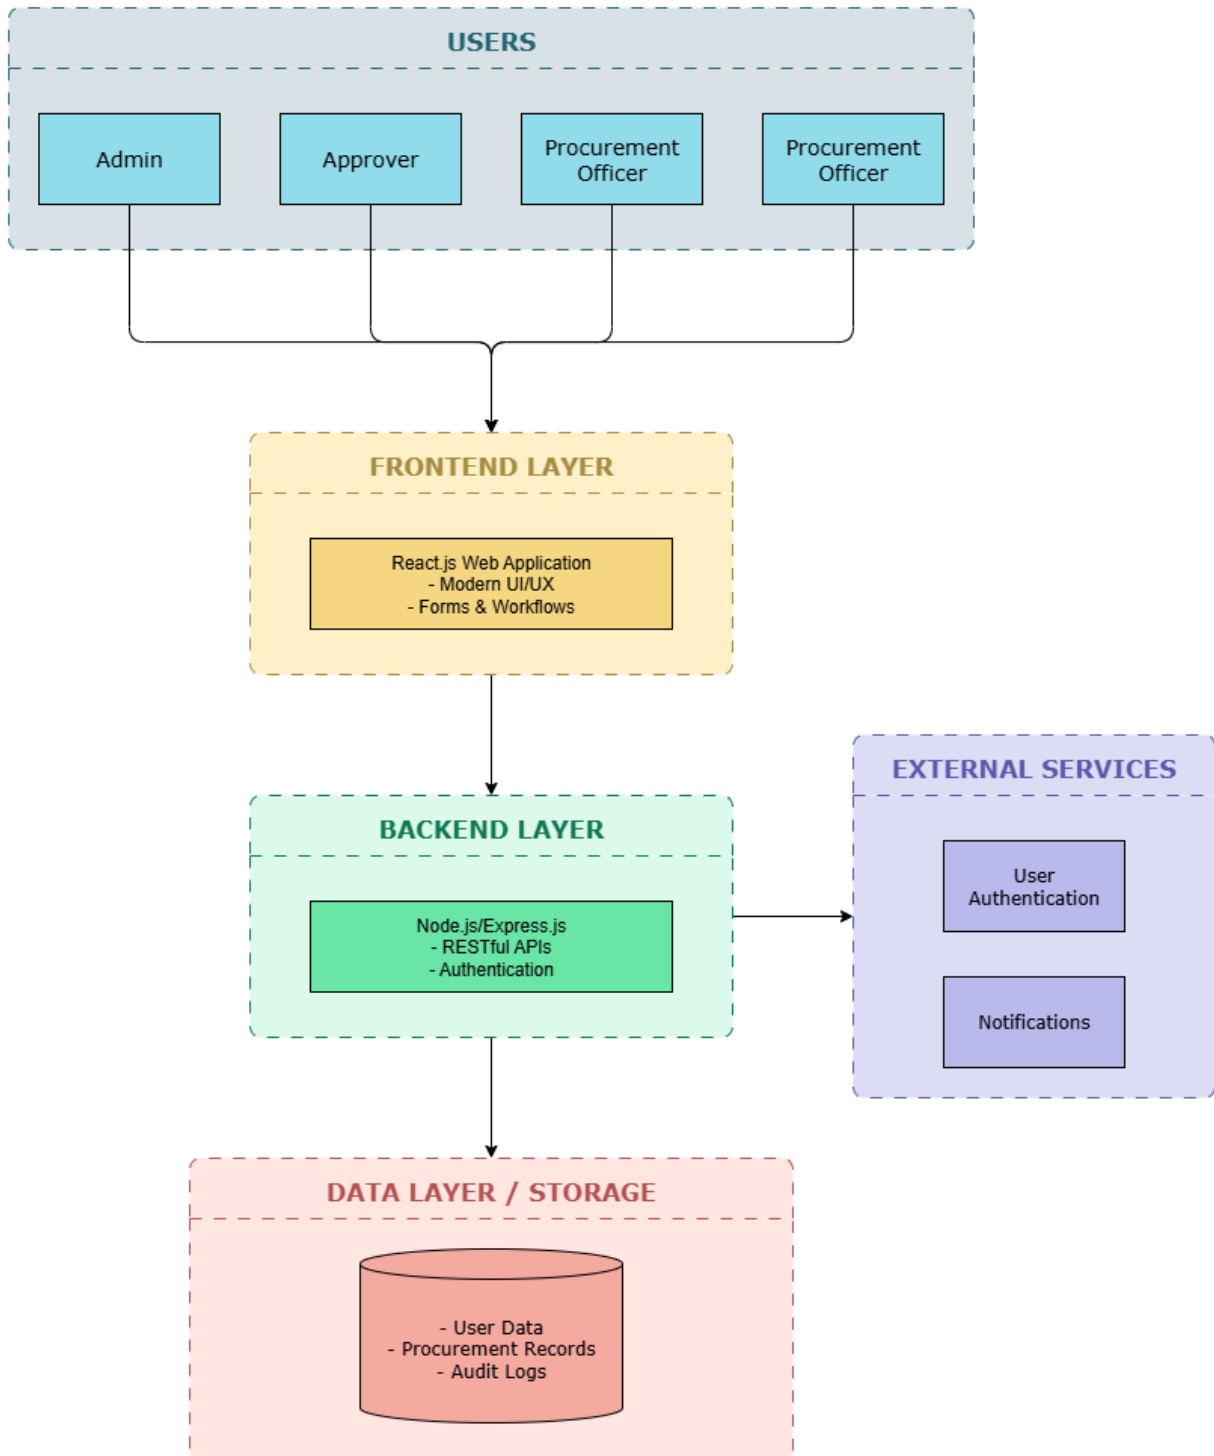 USERS
Admin
Approver
Procurement
Officer
Procurement
Officer
FRONTEND LAYER
React.js Web Application
- Modern UI/UX
- Forms & Workflows
EXTERNAL SERVICES
User
Authentication
Notifications
BACKEND LAYER
Node.js/Express.js
- RESTful APIs
- Authentication
DATA LAYER / STORAGE
- User Data
- Procurement Records
- Audit Logs